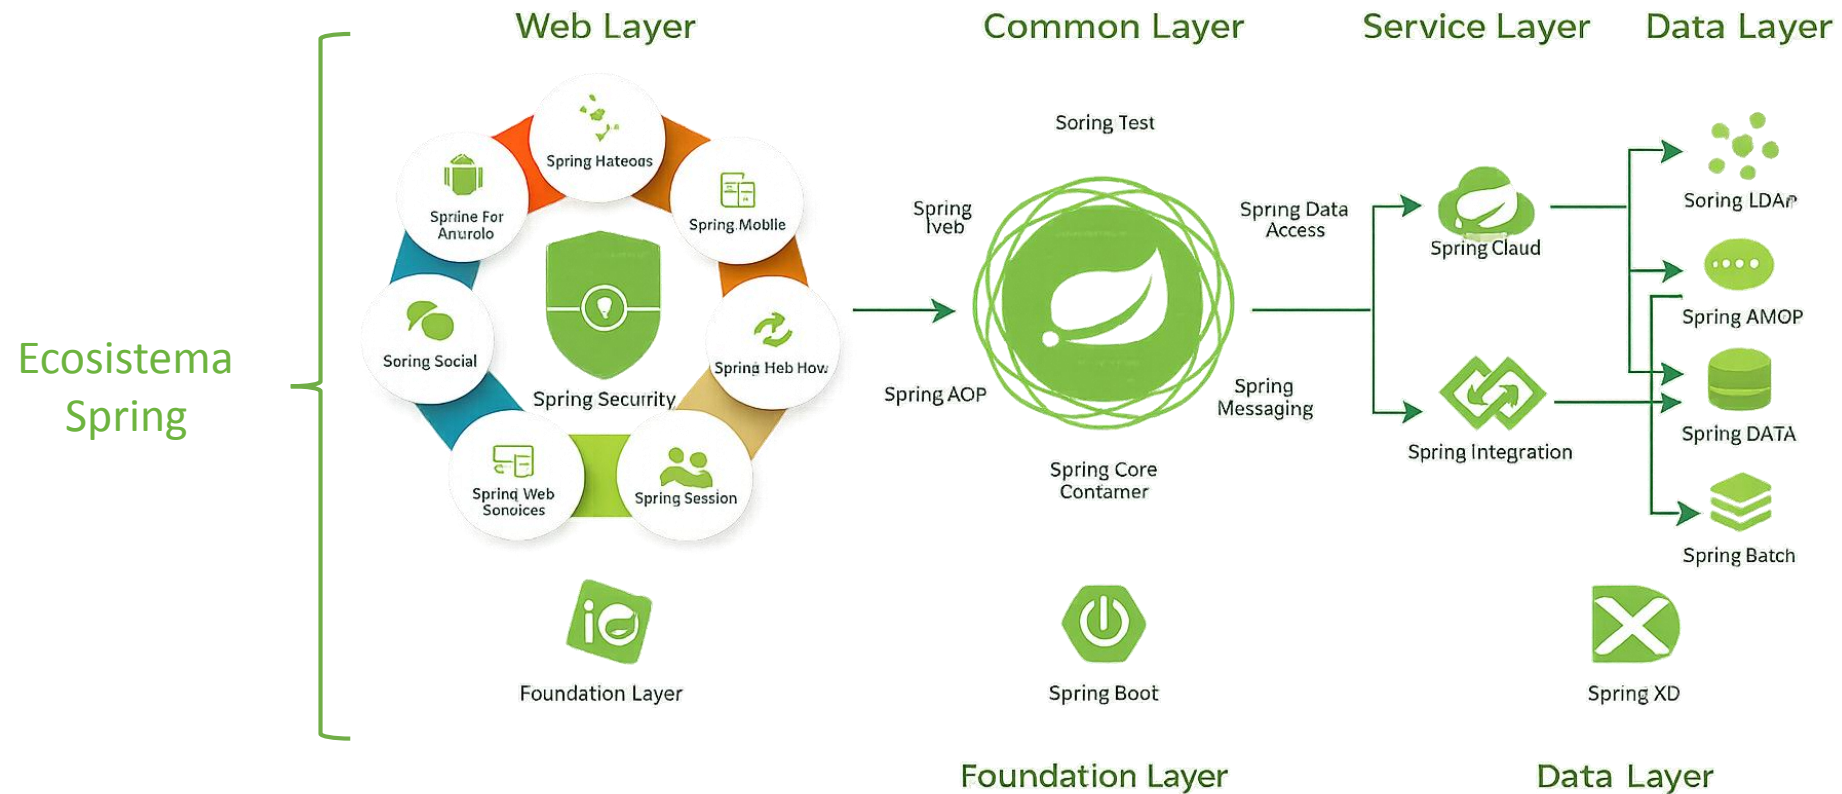 Web Layer
Common Layer
Service Layer
Data Layer
Ecosistema
Spring
Spring Hateoas
Sprine For
Anurolo
Spring.Moblle
Soring Social
Spring Heb How
Spring Securrity
Spring Web
Sonoices
Spring Session
Soring Test
Spring
Iveb
Spring Data
Access
Spring AOP
Spring
Messaging
Spring Core
Contamer
Spring Claud
Spring Integration
Soring LDAP
Spring AMOP
Spring DATA
Spring Batch
Foundation Layer
Spring Boot
Spring XD
Foundation Layer
Data Layer